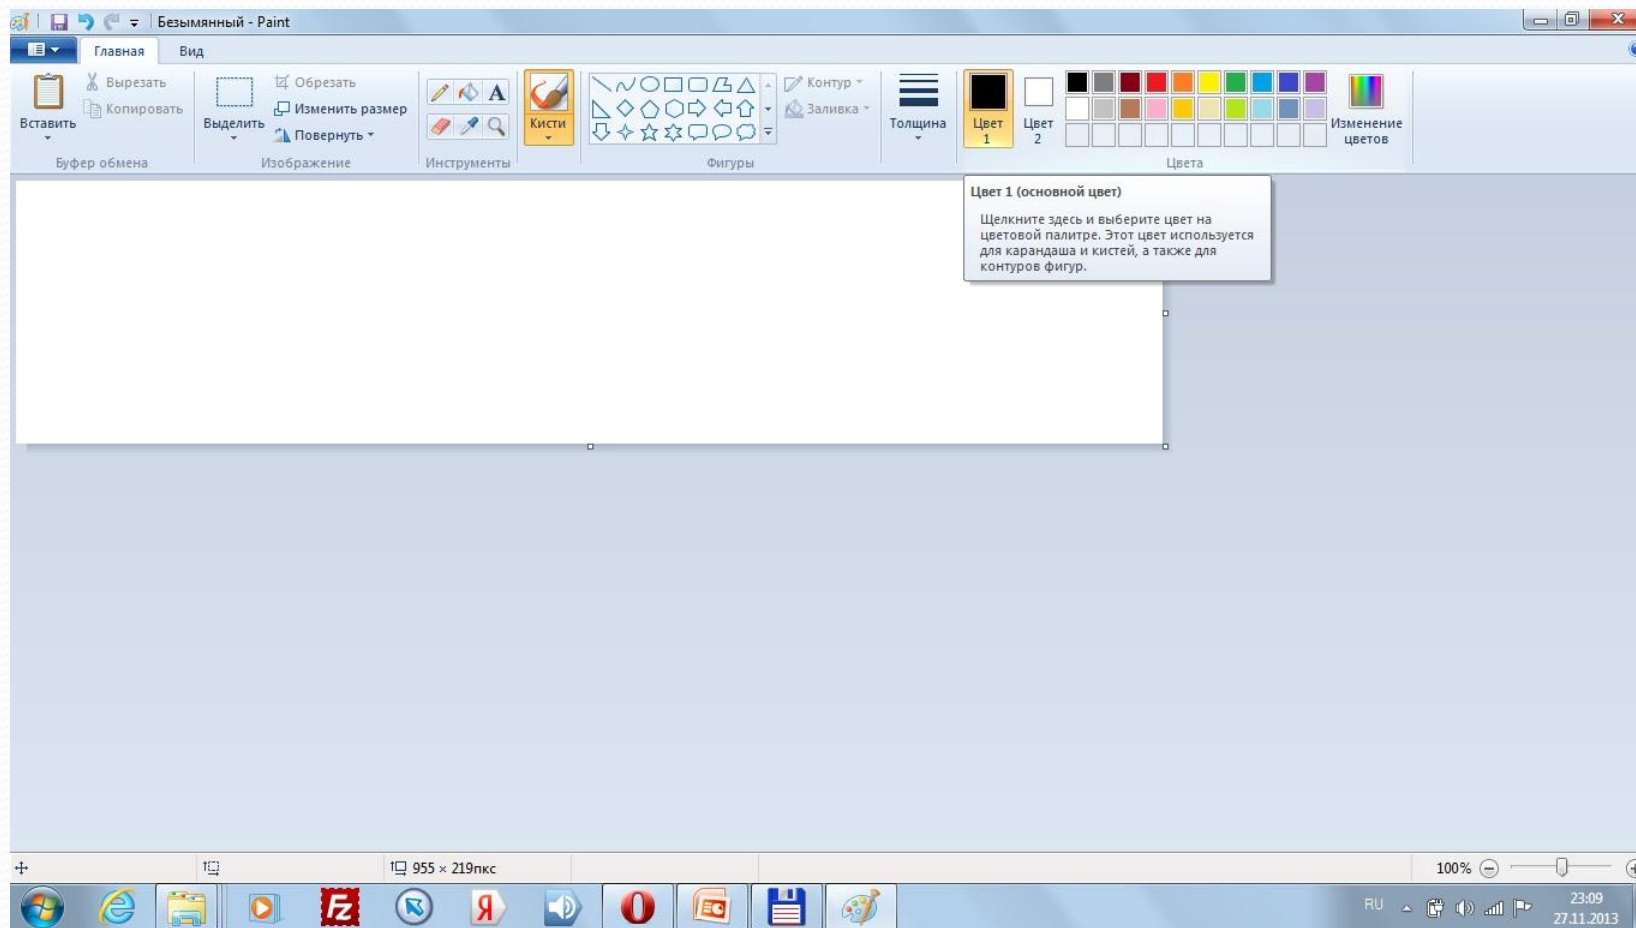 Безымянный - Paint
Главная Вид
Вырезать
Копировать
Вставить
Буфер обмена
Выделить
Обрезать
Изменить размер
Повернуть
Изображение
A
Инструменты
Кисти
Контур
Заливка
Фигуры
Толщина
Цвет 1
Цвет 2
Изменение цветов
Цвета
Цвет 1 (основной цвет)
Щелкните здесь и выберите цвет на
цветовой палитре. Этот цвет используется
для карандаша и кистей, а также для
контуров фигур.
955 × 219пкс
100%
Fz
Я
RU
23:09
27.11.2013